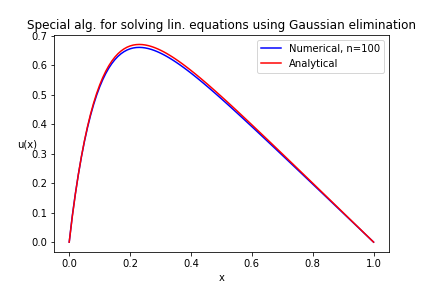 Special alg. for solving lin. equations using Gaussian elimination
0.7
0.6
0.5
0.4
0.3
0.2
0.1
0.0
u(x)
Numerical, n=100
Analytical
0.0 0.2 0.4 0.6 0.8 1.0
x